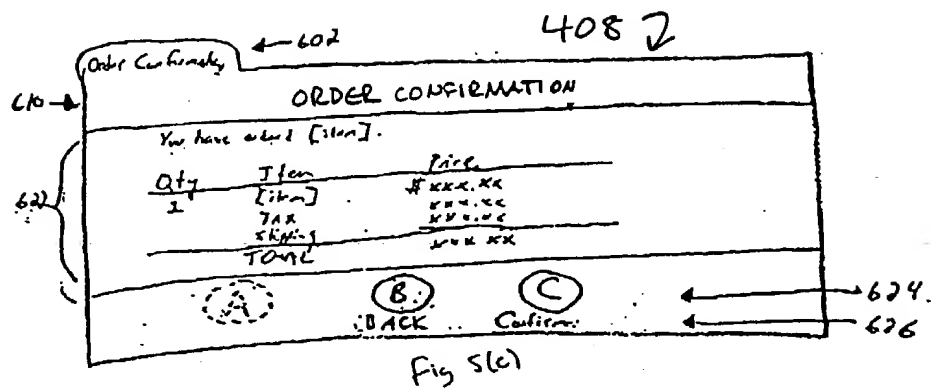 408
602
Order Confirmation
610
ORDER CONFIRMATION
You have ordered [item].
Qty Item Price
1 [item] $xxx.xx
Tax xxx.xx
shipping xxx.xx
TOTAL xxx xx
622
A B C
BACK Confirm
624
626
Fig 5(c)